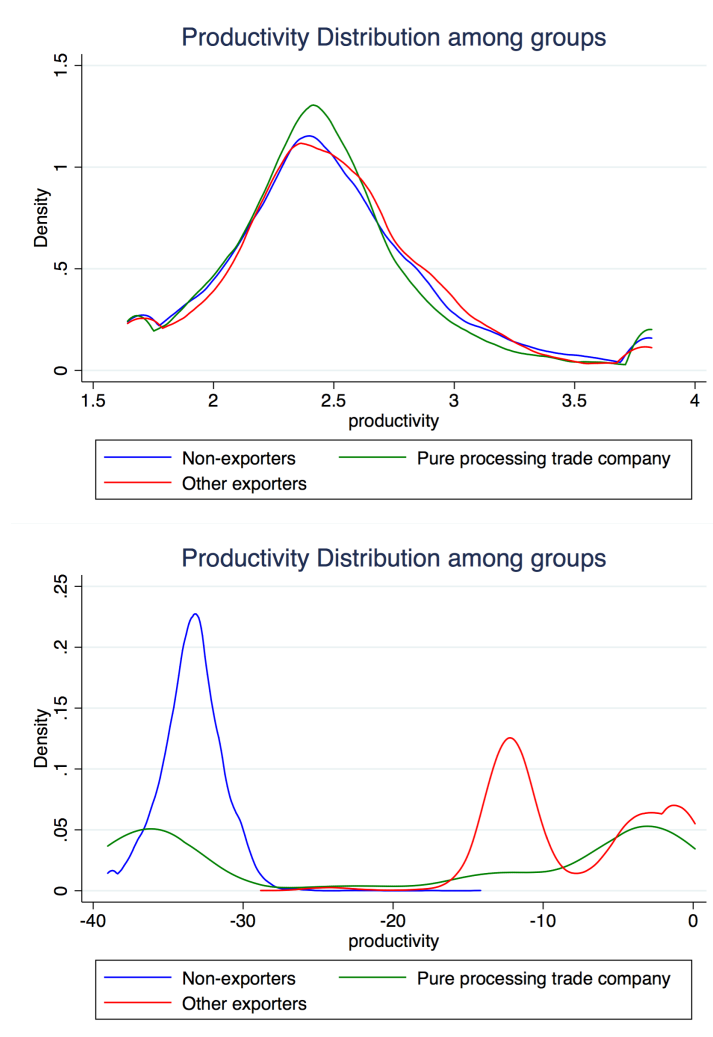 Productivity Distribution among groups
1.5
1
.5
0
Density
1.5 2 2.5 3 3.5 4
productivity
Non-exporters Pure processing trade company
Other exporters
Productivity Distribution among groups
.25
.2
.15
.1
.05
0
Density
-40 -30 -20 -10 0
productivity
Non-exporters Pure processing trade company
Other exporters